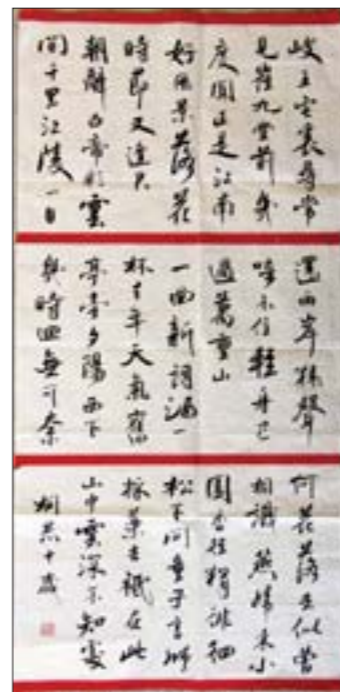 岐王宅裏尋常
見崔九堂前幾
度聞正是江南
好風景落花
時節又逢君
朝辭白帝彩雲
間千里江陵一日
還兩岸猿聲
啼不住輕舟已
過萬重山
一曲新詞酒一
杯去年天氣舊
亭臺夕陽西下
幾時回無可奈
何花落去似曾
相識燕歸來小
園香徑獨徘徊
松下問童子言師
採藥去祇在此
山中雲深不知處
十歲